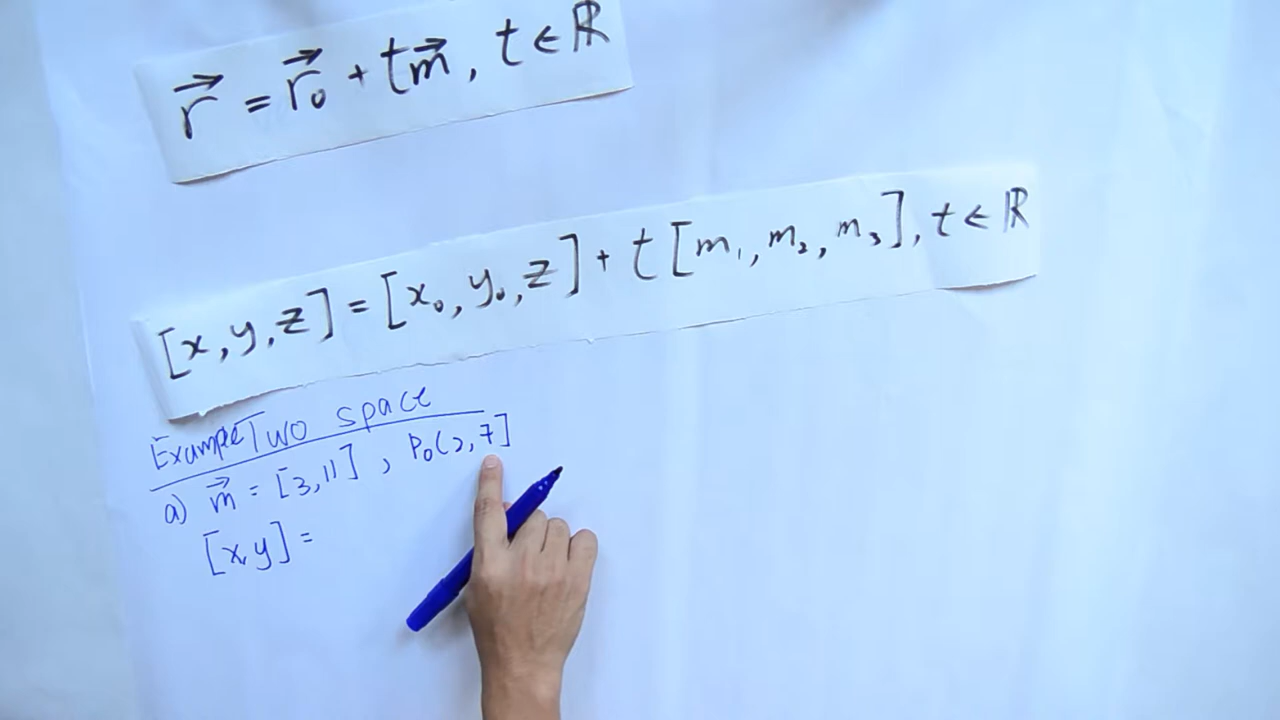 r⃗ = r⃗₀ + tm⃗, t ∈ ℝ
[x, y, z] = [x₀, y₀, z] + t [m₁, m₂, m₃], t ∈ ℝ
Example Two space
a) m⃗ = [3, 11] , P₀(2, 7]
[x, y] =